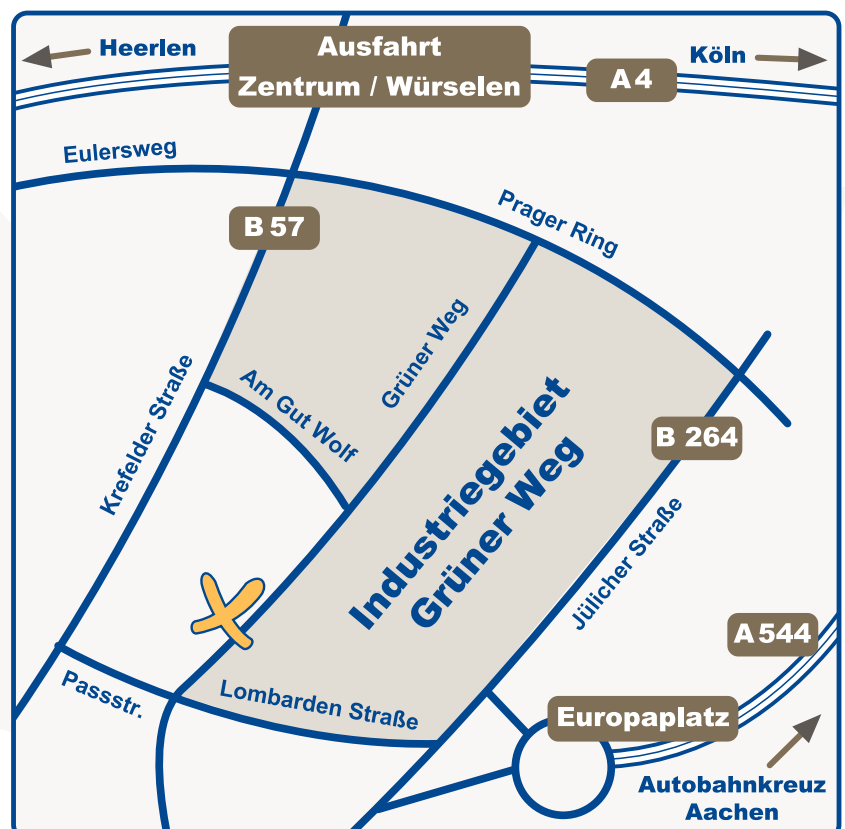 Heerlen
Ausfahrt
Zentrum / Würselen
Köln
A 4
Eulersweg
Prager Ring
B 57
Grüner Weg
Krefelder Straße
Am Gut Wolf
B 264
Industriegebiet
Grüner Weg
Jülicher Straße
A 544
Passstr.
Lombarden Straße
Europaplatz
Autobahnkreuz
Aachen